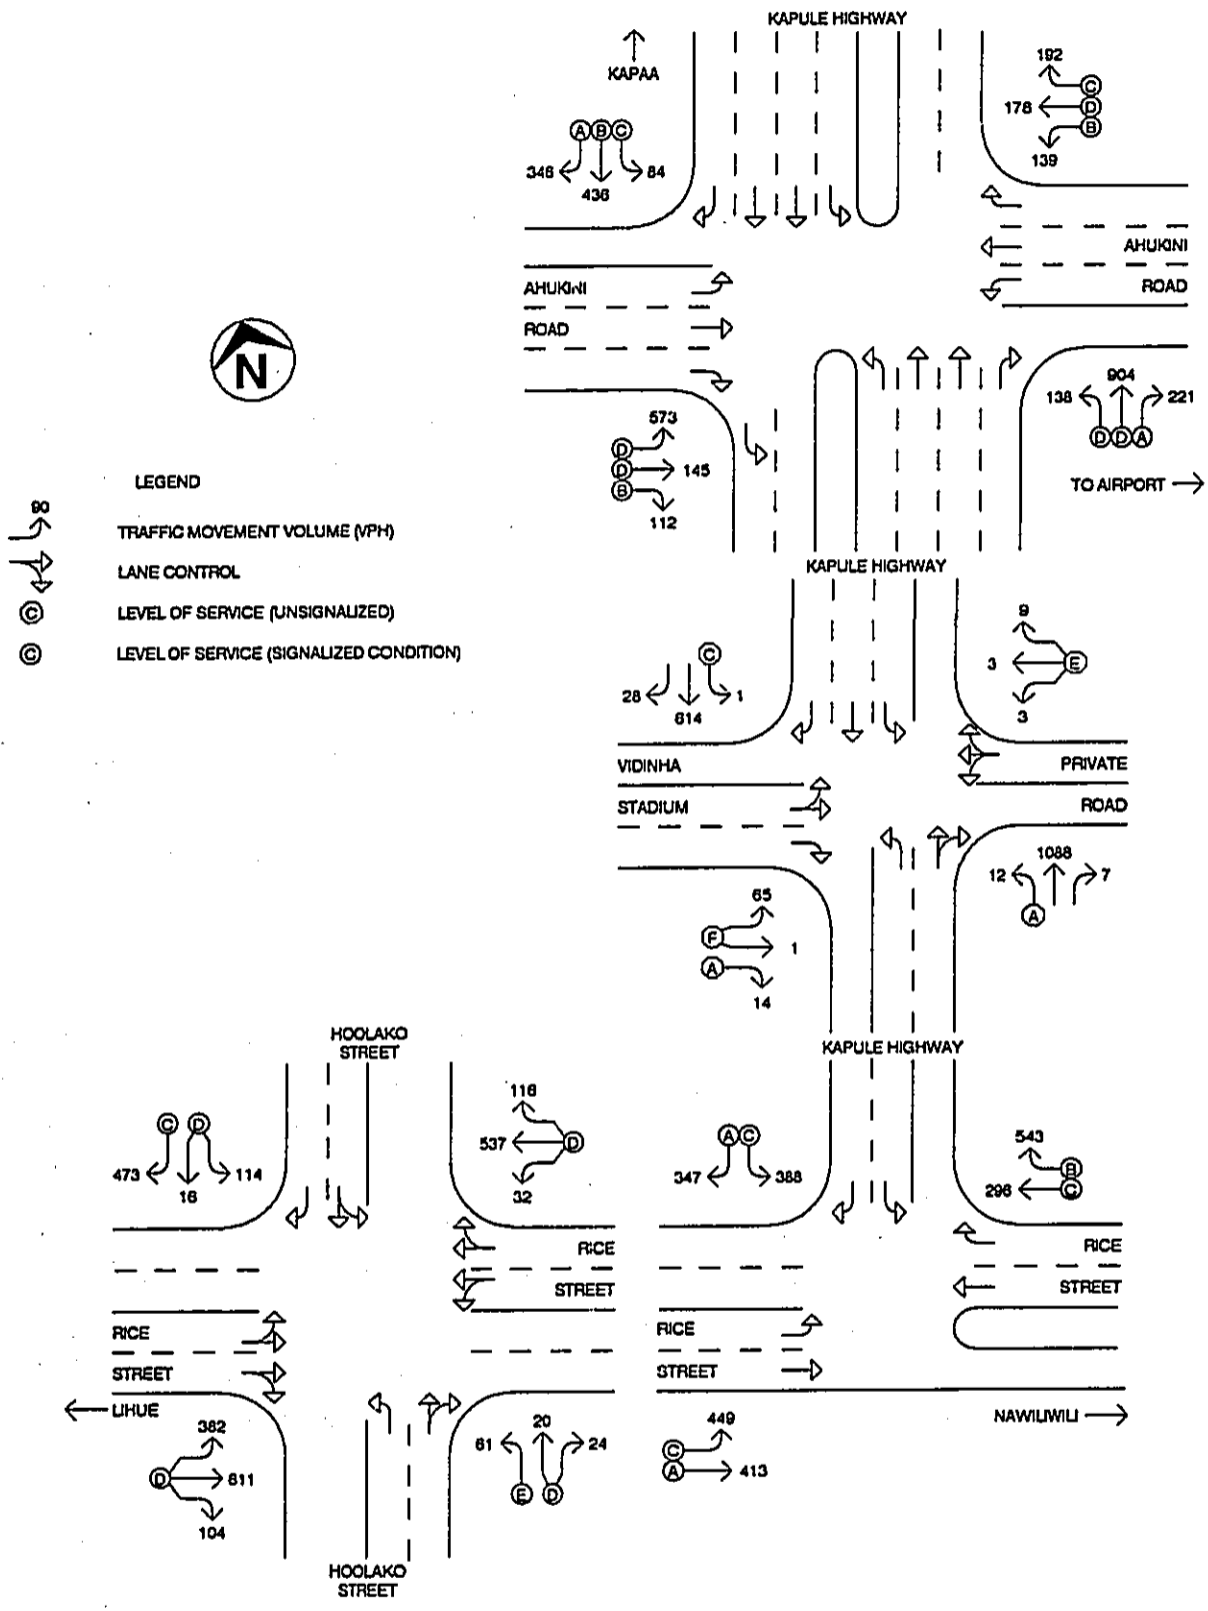 KAPULE HIGHWAY
KAPAA
192
C
178 D
B
139
A B C
346 84
436
AHUKINI
ROAD
AHUKINI
ROAD
N
573
D
D 145
B
112
904
138 221
D D A
TO AIRPORT
LEGEND
90
TRAFFIC MOVEMENT VOLUME (VPH)
LANE CONTROL
C LEVEL OF SERVICE (UNSIGNALIZED)
C LEVEL OF SERVICE (SIGNALIZED CONDITION)
KAPULE HIGHWAY
C
28 1
614
9
3 E
3
VIDINHA
STADIUM
PRIVATE
ROAD
65
F 1
A
14
1088
12 7
A
HOOLAKO
STREET
KAPULE HIGHWAY
C D
473 114
16
116
537 D
32
A C
347 388
543
B
296 C
RICE
STREET
RICE
STREET
RICE
STREET
RICE
STREET
LIHUE
NAWILIWILI
382
D 811
104
20
61 24
E D
449
C
A 413
HOOLAKO
STREET